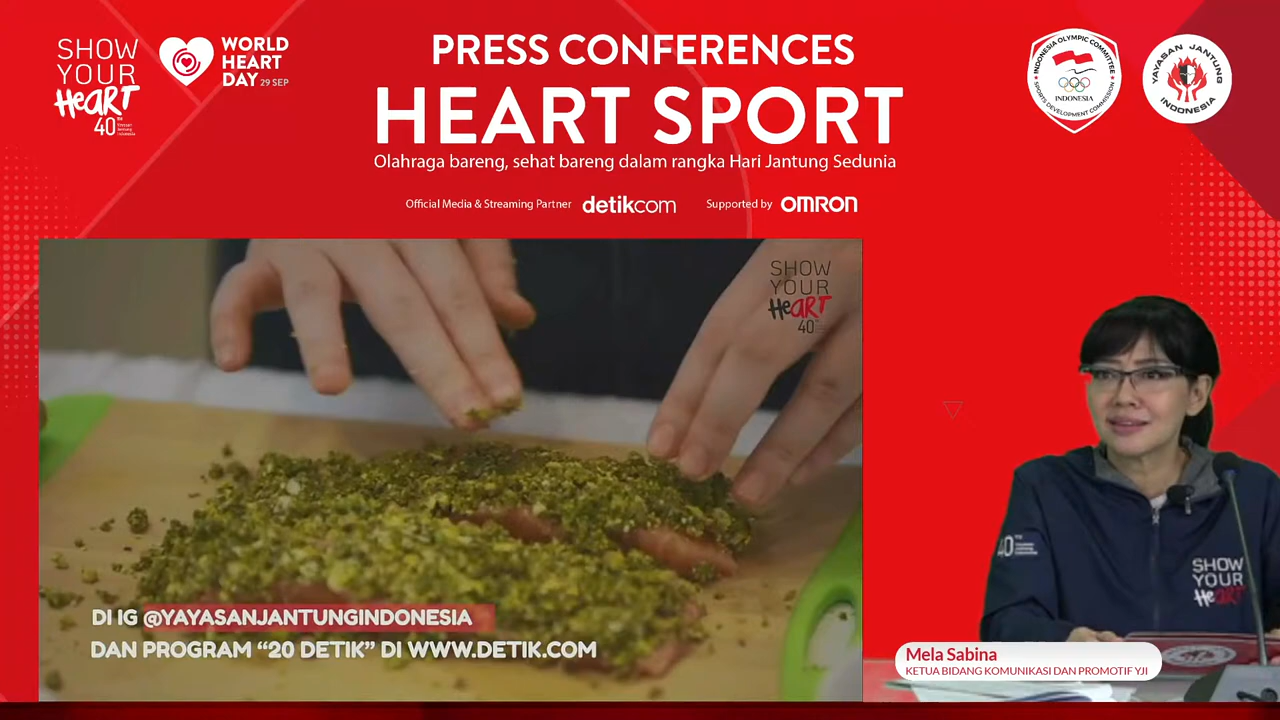 SHOW
YOUR
HeART
40
WORLD
HEART
DAY 29 SEP
PRESS CONFERENCES
HEART SPORT
Olahraga bareng, sehat bareng dalam rangka Hari Jantung Sedunia
Official Media & Streaming Partner detikcom Supported by OMRON
INDONESIA OLYMPIC COMMITTEE
INDONESIA
SPORTS DEVELOPMENT COMMISSION
YAYASAN JANTUNG
INDONESIA
SHOW
YOUR
HeART
40
DI IG @YAYASANJANTUNGINDONESIA
DAN PROGRAM “20 DETIK” DI WWW.DETIK.COM
40
SHOW
YOUR
HeART
Mela Sabina
KETUA BIDANG KOMUNIKASI DAN PROMOTIF YJI